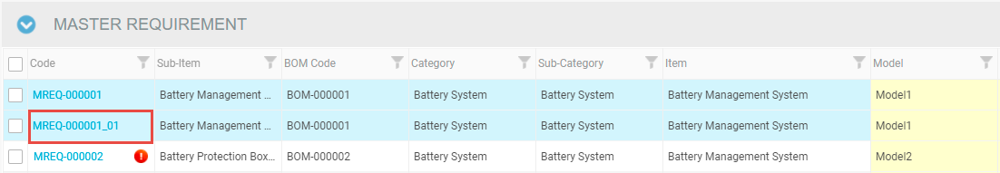 MASTER REQUIREMENT
Code Sub-Item BOM Code Category Sub-Category Item Model
MREQ-000001 Battery Management ... BOM-000001 Battery System Battery System Battery Management System Model1
MREQ-000001_01 Battery Management ... BOM-000001 Battery System Battery System Battery Management System Model1
MREQ-000002 Battery Protection Box... BOM-000002 Battery System Battery System Battery Management System Model2